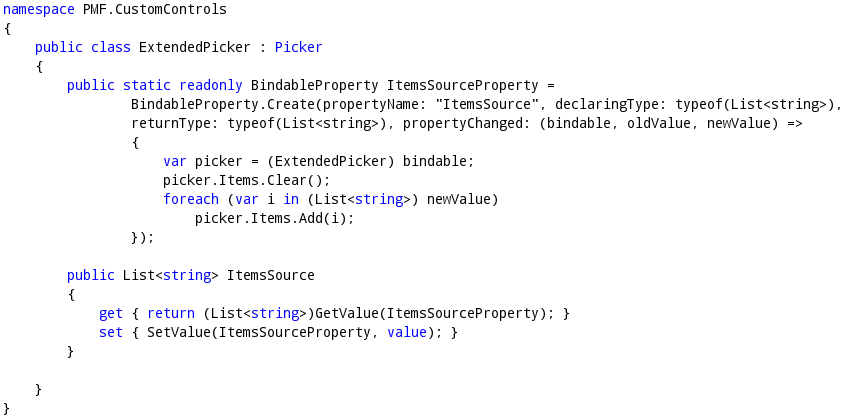 namespace PMF.CustomControls
{
    public class ExtendedPicker : Picker
    {
        public static readonly BindableProperty ItemsSourceProperty =
                BindableProperty.Create(propertyName: "ItemsSource", declaringType: typeof(List<string>),
                returnType: typeof(List<string>), propertyChanged: (bindable, oldValue, newValue) =>
                {
                    var picker = (ExtendedPicker) bindable;
                    picker.Items.Clear();
                    foreach (var i in (List<string>) newValue)
                        picker.Items.Add(i);
                });

        public List<string> ItemsSource
        {
            get { return (List<string>)GetValue(ItemsSourceProperty); }
            set { SetValue(ItemsSourceProperty, value); }
        }

    }
}